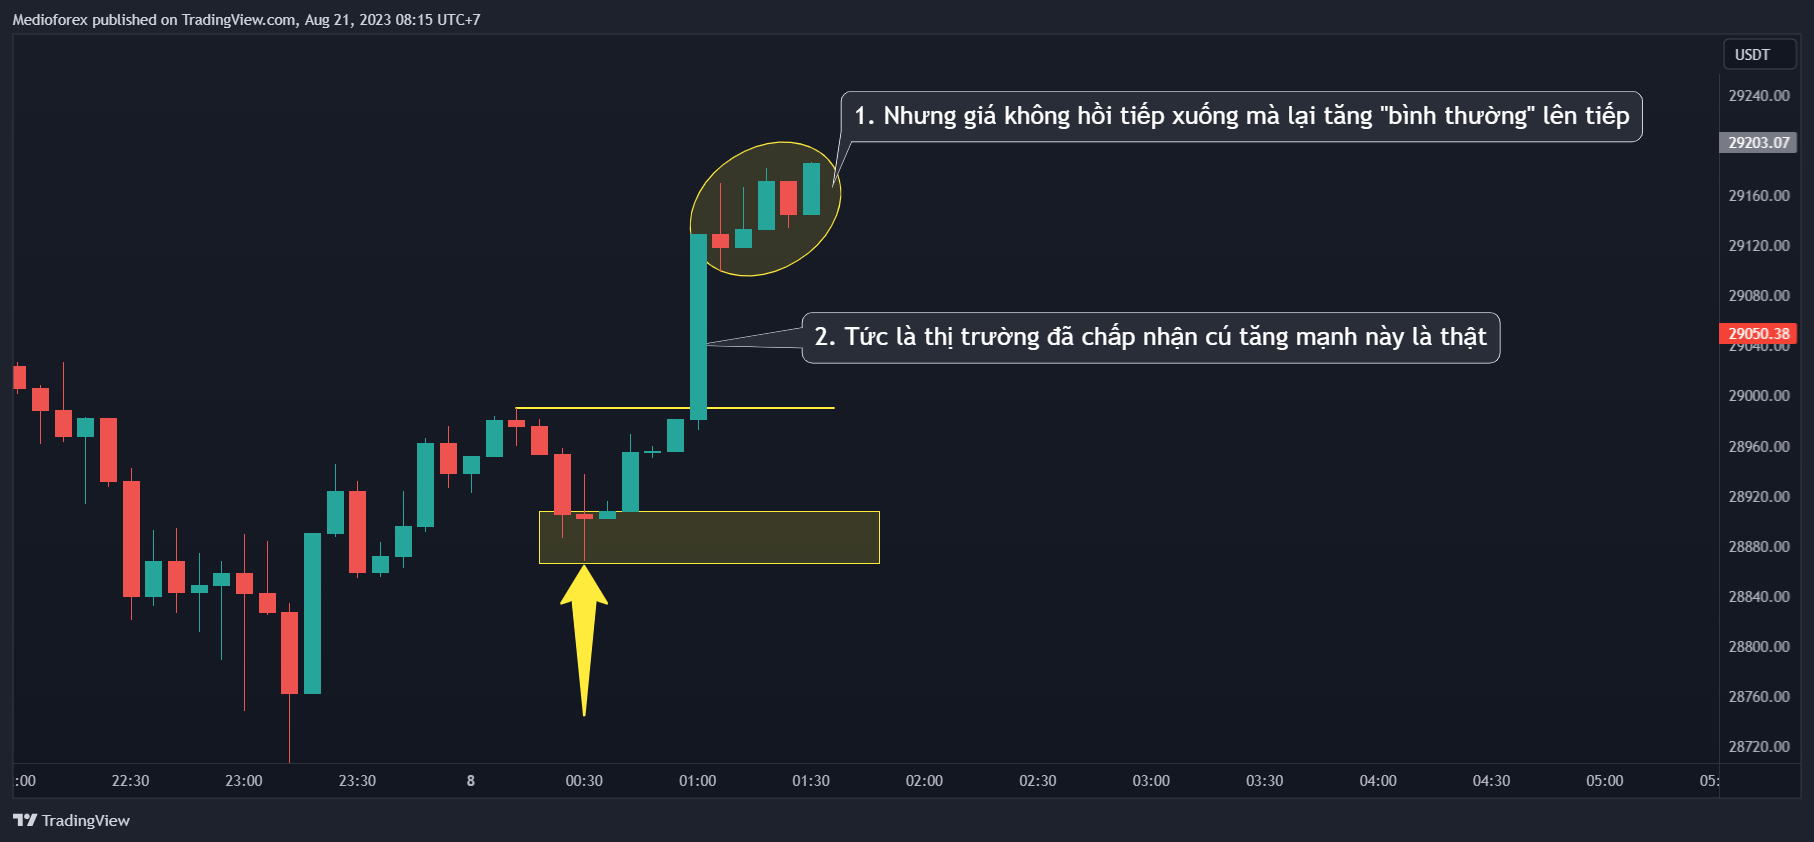 Medioforex published on TradingView.com, Aug 21, 2023 08:15 UTC+7
USDT
1. Nhưng giá không hồi tiếp xuống mà lại tăng "bình thường" lên tiếp
2. Tức là thị trường đã chấp nhận cú tăng mạnh này là thật
29240.00
29203.07
29160.00
29120.00
29080.00
29050.38
29040.00
29000.00
28960.00
28920.00
28880.00
28840.00
28800.00
28760.00
28720.00
:00 22:30 23:00 23:30 8 00:30 01:00 01:30 02:00 02:30 03:00 03:30 04:00 04:30 05:00 05:
TradingView